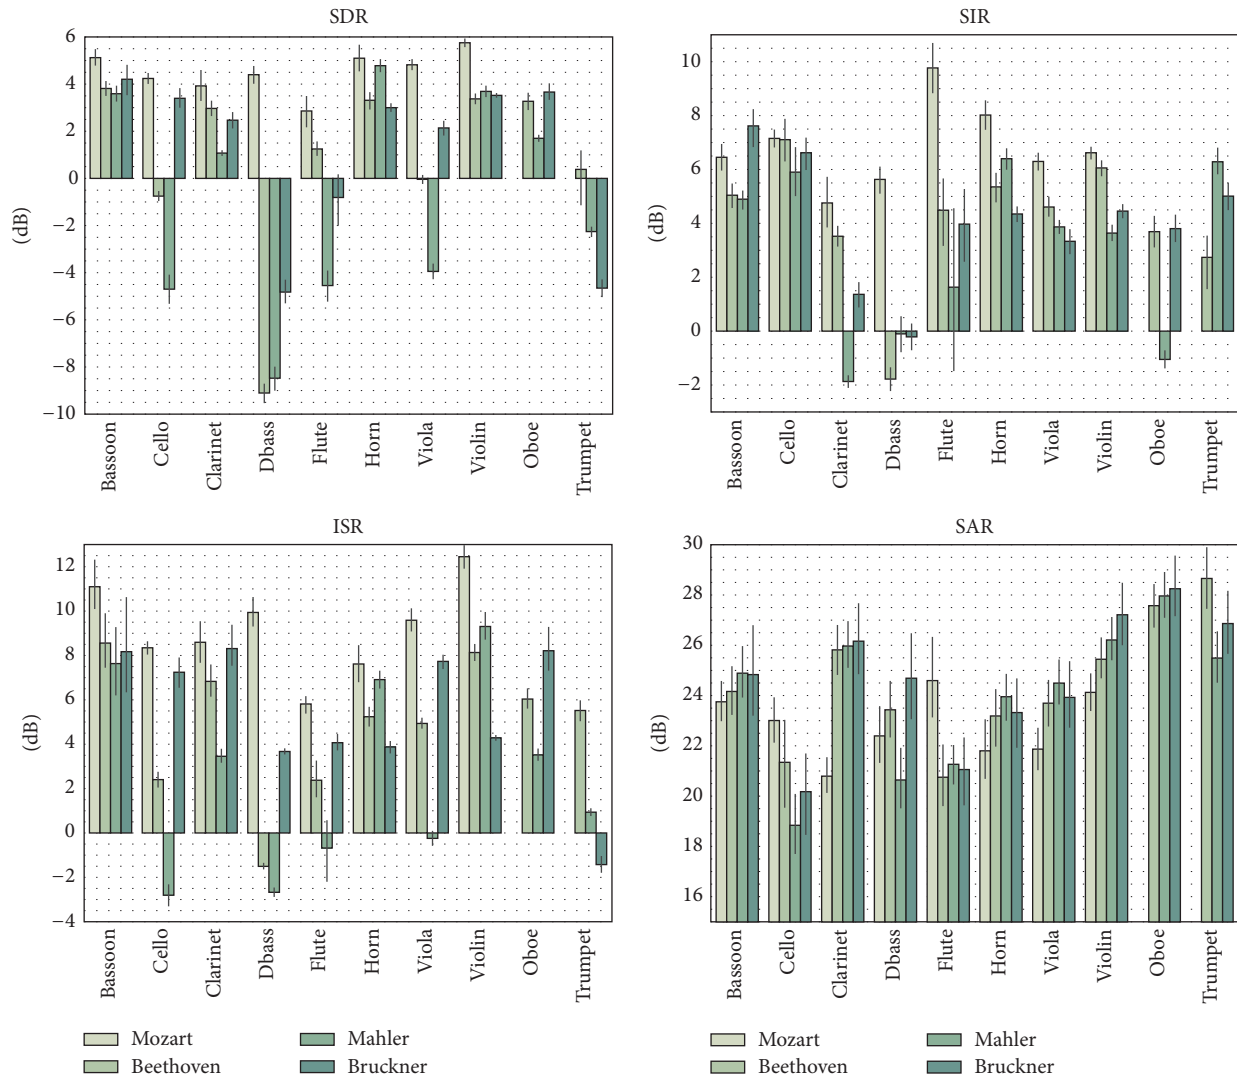 SDR
6
4
2
0
−2
−4
−6
−8
−10
(dB)
Bassoon
Cello
Clarinet
Dbass
Flute
Horn
Viola
Violin
Oboe
Trumpet
SIR
10
8
6
4
2
0
−2
(dB)
Bassoon
Cello
Clarinet
Dbass
Flute
Horn
Viola
Violin
Oboe
Trumpet
ISR
12
10
8
6
4
2
0
−2
−4
(dB)
Bassoon
Cello
Clarinet
Dbass
Flute
Horn
Viola
Violin
Oboe
Trumpet
Mozart
Beethoven
Mahler
Bruckner
SAR
30
28
26
24
22
20
18
16
(dB)
Bassoon
Cello
Clarinet
Dbass
Flute
Horn
Viola
Violin
Oboe
Trumpet
Mozart
Beethoven
Mahler
Bruckner